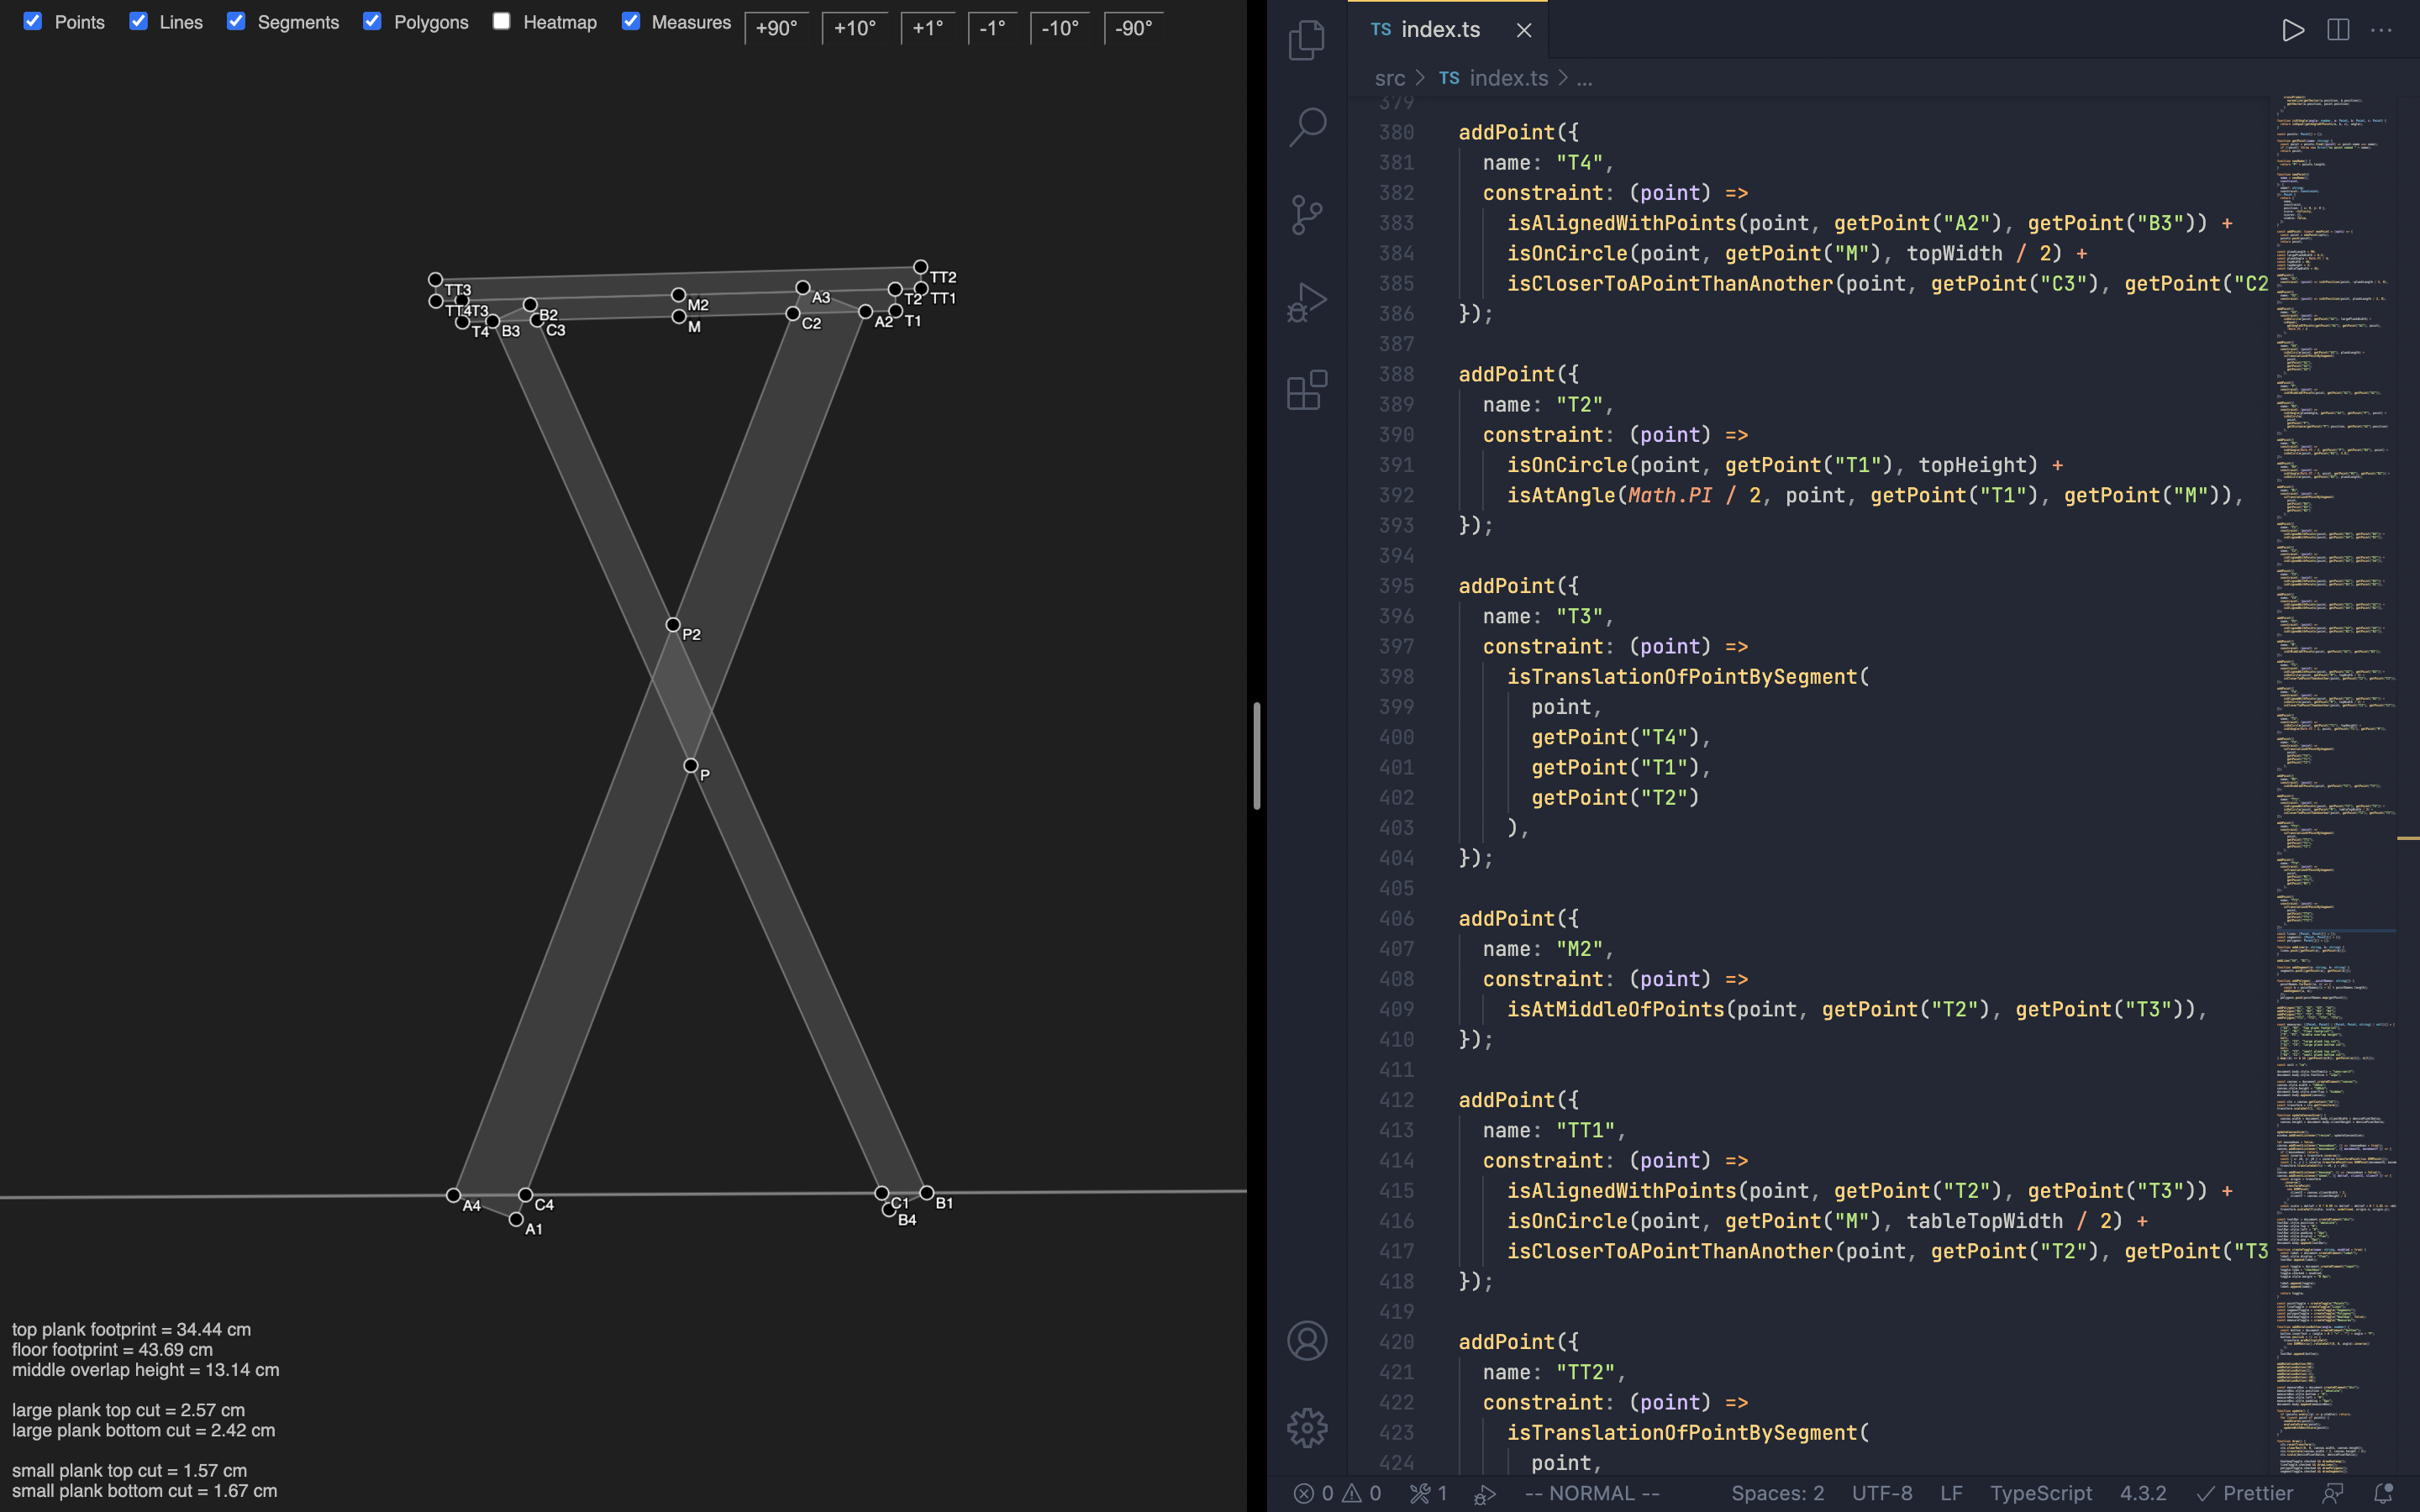 Points Lines Segments Polygons Heatmap Measures +90° +10° +1° -1° -10° -90°
TT3
TT4
T3
T4
B3
B2
C3
M2
M
A3
C2
A2
T2
T1
TT2
TT1
P2
P
A4
C4
A1
C1
B4
B1
top plank footprint = 34.44 cm
floor footprint = 43.69 cm
middle overlap height = 13.14 cm
large plank top cut = 2.57 cm
large plank bottom cut = 2.42 cm
small plank top cut = 1.57 cm
small plank bottom cut = 1.67 cm
TS index.ts
src > TS index.ts > ...
379
380 addPoint({
381 name: "T4",
382 constraint: (point) =>
383 isAlignedWithPoints(point, getPoint("A2"), getPoint("B3")) +
384 isOnCircle(point, getPoint("M"), topWidth / 2) +
385 isCloserToAPointThanAnother(point, getPoint("C3"), getPoint("C2
386 });
387
388 addPoint({
389 name: "T2",
390 constraint: (point) =>
391 isOnCircle(point, getPoint("T1"), topHeight) +
392 isAtAngle(Math.PI / 2, point, getPoint("T1"), getPoint("M")),
393 });
394
395 addPoint({
396 name: "T3",
397 constraint: (point) =>
398 isTranslationOfPointBySegment(
399 point,
400 getPoint("T4"),
401 getPoint("T1"),
402 getPoint("T2")
403 ),
404 });
405
406 addPoint({
407 name: "M2",
408 constraint: (point) =>
409 isAtMiddleOfPoints(point, getPoint("T2"), getPoint("T3")),
410 });
411
412 addPoint({
413 name: "TT1",
414 constraint: (point) =>
415 isAlignedWithPoints(point, getPoint("T2"), getPoint("T3")) +
416 isOnCircle(point, getPoint("M"), tableTopWidth / 2) +
417 isCloserToAPointThanAnother(point, getPoint("T2"), getPoint("T3
418 });
419
420 addPoint({
421 name: "TT2",
422 constraint: (point) =>
423 isTranslationOfPointBySegment(
424 point,
0 0 1 -- NORMAL -- Spaces: 2 UTF-8 LF TypeScript 4.3.2 Prettier